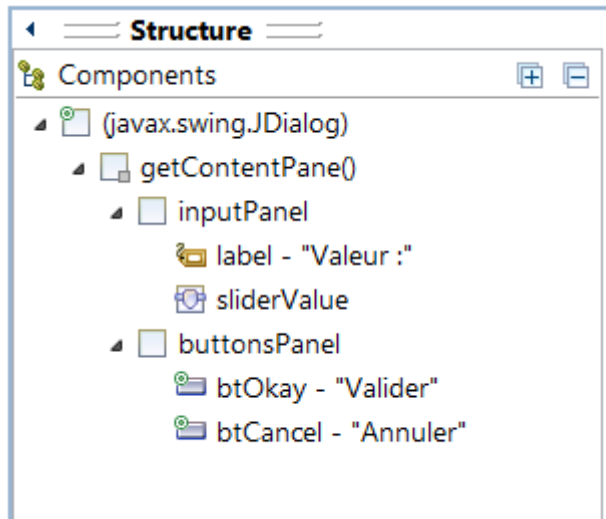 Structure
Components
(javax.swing.JDialog)
getContentPane()
inputPanel
label - "Valeur :"
sliderValue
buttonsPanel
btOkay - "Valider"
btCancel - "Annuler"